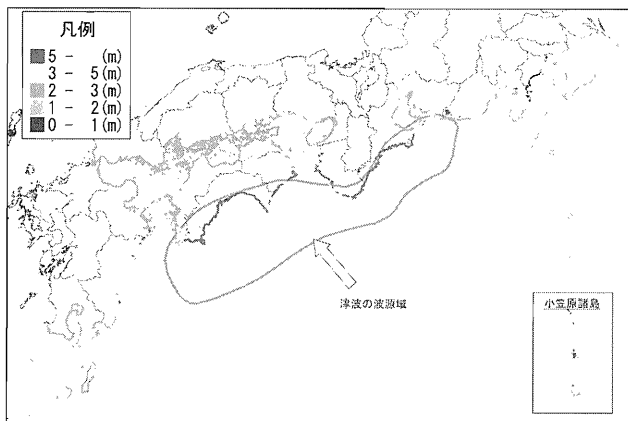 凡例
5 - (m)
3 - 5(m)
2 - 3(m)
1 - 2(m)
0 - 1(m)
津波の波源域
小笠原諸島